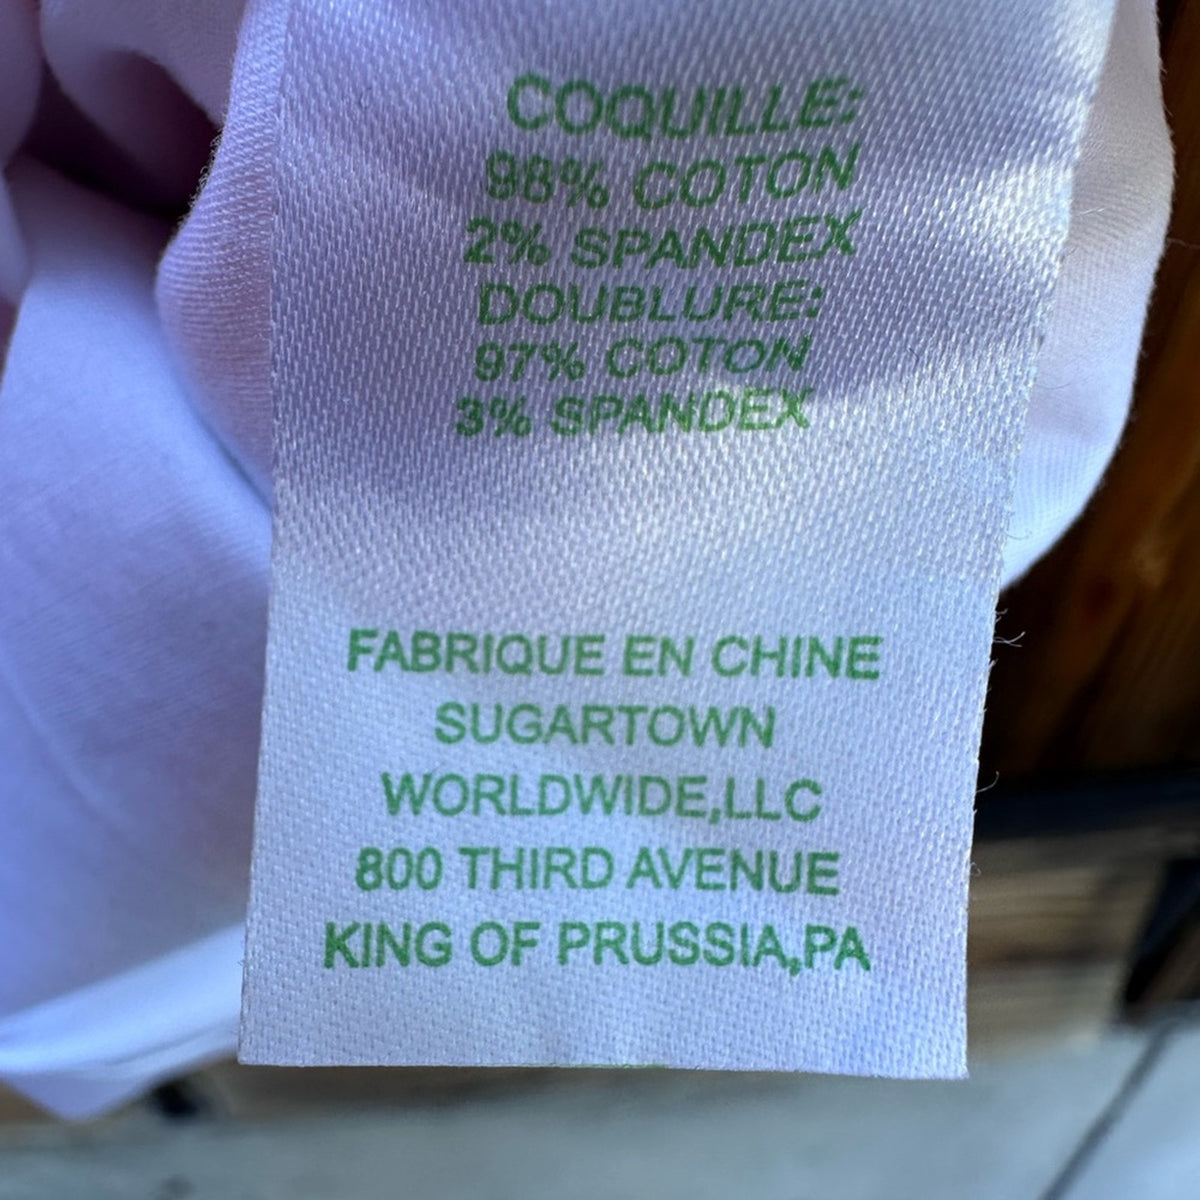 COQUILLE:
98% COTON
2% SPANDEX
DOUBLURE:
97% COTON
3% SPANDEX
FABRIQUE EN CHINE
SUGARTOWN
WORLDWIDE,LLC
800 THIRD AVENUE
KING OF PRUSSIA,PA